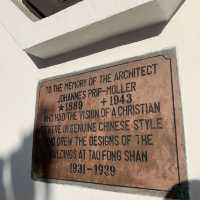 TO THE MEMORY OF THE ARCHITECT
JOHANNES PRIP-MØLLER
★1889 +1943
WHO HAD THE VISION OF A CHRISTIAN
IN GENUINE CHINESE STYLE
AND DREW THE DESIGNS OF THE
BUILDINGS AT TAO FONG SHAN
1931-1939